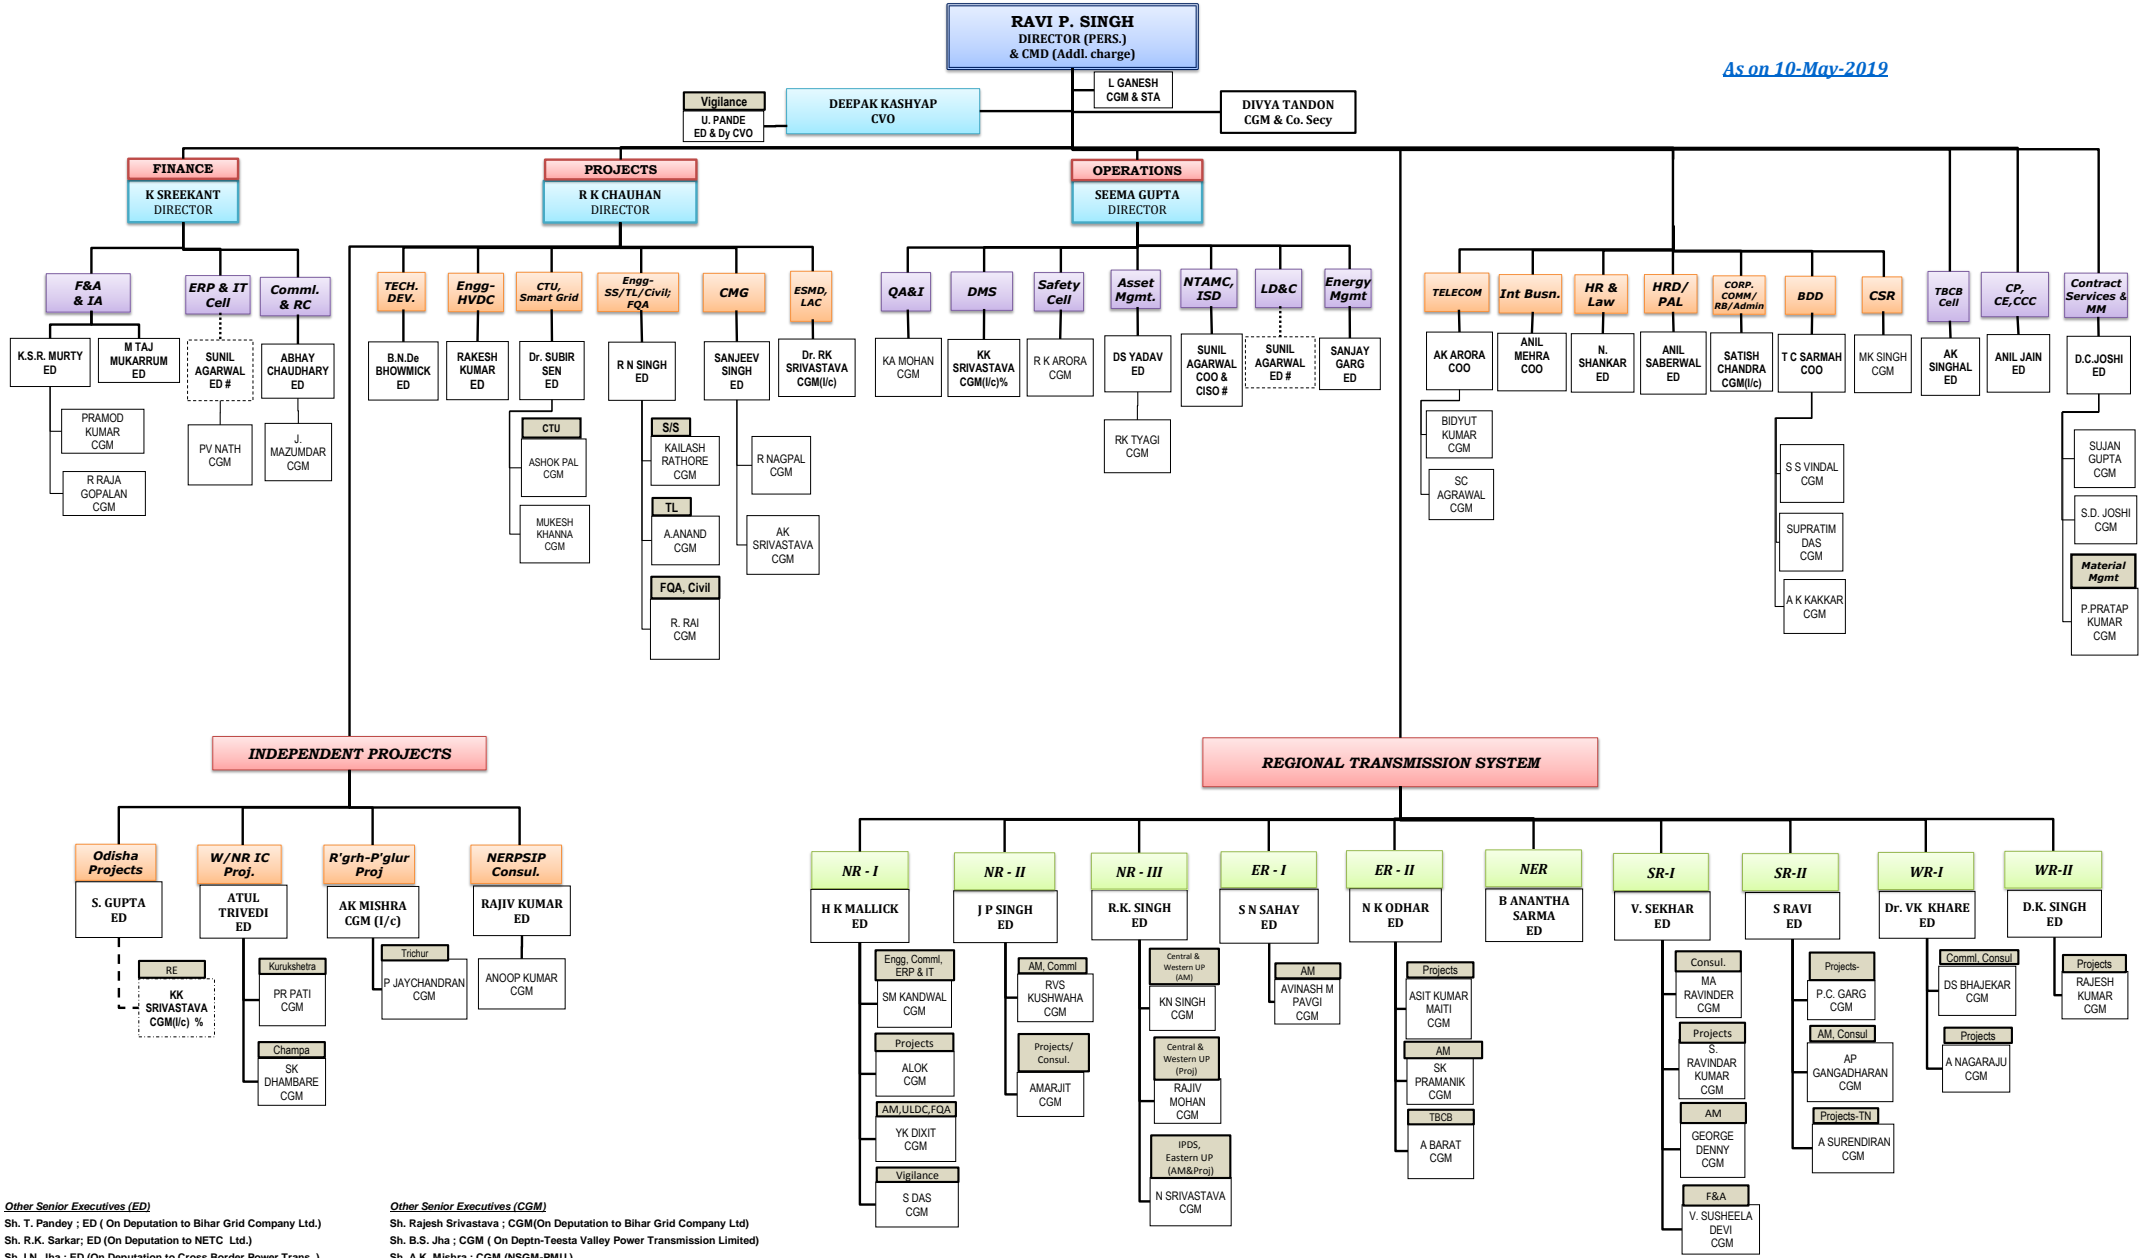 RAVI P. SINGH
DIRECTOR (PERS.)
& CMD (Addl. charge)
As on 10-May-2019
L GANESH
CGM & STA
Vigilance
U. PANDE
ED & Dy CVO
DEEPAK KASHYAP
CVO
DIVYA TANDON
CGM & Co. Secy
FINANCE
K SREEKANT
DIRECTOR
PROJECTS
R K CHAUHAN
DIRECTOR
OPERATIONS
SEEMA GUPTA
DIRECTOR
F&A
& IA
K.S.R. MURTY
ED
M TAJ
MUKARRUM
ED
PRAMOD
KUMAR
CGM
R RAJA
GOPALAN
CGM
ERP & IT
Cell
SUNIL
AGARWAL
ED #
PV NATH
CGM
Comml.
& RC
ABHAY
CHAUDHARY
ED
J.
MAZUMDAR
CGM
TECH.
DEV.
B.N.De
BHOWMICK
ED
Engg-
HVDC
RAKESH
KUMAR
ED
CTU,
Smart Grid
Dr. SUBIR
SEN
ED
CTU
ASHOK PAL
CGM
MUKESH
KHANNA
CGM
Engg-
SS/TL/Civil;
FQA
R N SINGH
ED
S/S
KAILASH
RATHORE
CGM
TL
A.ANAND
CGM
FQA, Civil
R. RAI
CGM
CMG
SANJEEV
SINGH
ED
R NAGPAL
CGM
AK
SRIVASTAVA
CGM
ESMD,
LAC
Dr. RK
SRIVASTAVA
CGM(I/c)
QA&I
KA MOHAN
CGM
DMS
KK
SRIVASTAVA
CGM(I/c)%
Safety
Cell
R K ARORA
CGM
Asset
Mgmt.
DS YADAV
ED
RK TYAGI
CGM
NTAMC,
ISD
SUNIL
AGARWAL
COO &
CISO #
LD&C
SUNIL
AGARWAL
ED #
Energy
Mgmt
SANJAY
GARG
ED
TELECOM
AK ARORA
COO
BIDYUT
KUMAR
CGM
SC
AGRAWAL
CGM
Int Busn.
ANIL
MEHRA
COO
HR &
Law
N.
SHANKAR
ED
HRD/
PAL
ANIL
SABERWAL
ED
CORP.
COMM/
RB/Admin
SATISH
CHANDRA
CGM(I/c)
BDD
T C SARMAH
COO
S S VINDAL
CGM
SUPRATIM
DAS
CGM
A K KAKKAR
CGM
CSR
MK SINGH
CGM
TBCB
Cell
AK
SINGHAL
ED
CP,
CE,CCC
ANIL JAIN
ED
Contract
Services &
MM
D.C.JOSHI
ED
SUJAN
GUPTA
CGM
S.D. JOSHI
CGM
Material
Mgmt
P.PRATAP
KUMAR
CGM
INDEPENDENT PROJECTS
Odisha
Projects
S. GUPTA
ED
RE
KK
SRIVASTAVA
CGM(I/c) %
W/NR IC
Proj.
ATUL
TRIVEDI
ED
Kurukshetra
PR PATI
CGM
Champa
SK
DHAMBARE
CGM
R'grh-P'glur
Proj
AK MISHRA
CGM (I/c)
Trichur
P JAYCHANDRAN
CGM
NERPSIP
Consul.
RAJIV KUMAR
ED
ANOOP KUMAR
CGM
REGIONAL TRANSMISSION SYSTEM
NR - I
H K MALLICK
ED
Engg, Comml,
ERP & IT
SM KANDWAL
CGM
Projects
ALOK
CGM
AM,ULDC,FQA
YK DIXIT
CGM
Vigilance
S DAS
CGM
NR - II
J P SINGH
ED
AM, Comml
RVS
KUSHWAHA
CGM
Projects/
Consul.
AMARJIT
CGM
NR - III
R.K. SINGH
ED
Central &
Western UP
(AM)
KN SINGH
CGM
Central &
Western UP
(Proj)
RAJIV
MOHAN
CGM
IPDS,
Eastern UP
(AM&Proj)
N SRIVASTAVA
CGM
ER - I
S N SAHAY
ED
AM
AVINASH M
PAVGI
CGM
ER - II
N K ODHAR
ED
Projects
ASIT KUMAR
MAITI
CGM
AM
SK
PRAMANIK
CGM
TBCB
A BARAT
CGM
NER
B ANANTHA
SARMA
ED
SR-I
V. SEKHAR
ED
Consul.
MA
RAVINDER
CGM
Projects
S.
RAVINDAR
KUMAR
CGM
AM
GEORGE
DENNY
CGM
F&A
V. SUSHEELA
DEVI
CGM
SR-II
S RAVI
ED
Projects-
P.C. GARG
CGM
AM, Consul
AP
GANGADHARAN
CGM
Projects-TN
A SURENDIRAN
CGM
WR-I
Dr. VK KHARE
ED
Comml, Consul
DS BHAJEKAR
CGM
Projects
A NAGARAJU
CGM
WR-II
D.K. SINGH
ED
Projects
RAJESH
KUMAR
CGM
Other Senior Executives (ED)
Sh. T. Pandey ; ED ( On Deputation to Bihar Grid Company Ltd.)
Sh. R.K. Sarkar; ED (On Deputation to NETC Ltd.)
Sh. I.N. Jha ; ED (On Deputation to Cross Border Power Trans. )
Other Senior Executives (CGM)
Sh. Rajesh Srivastava ; CGM(On Deputation to Bihar Grid Company Ltd)
Sh. B.S. Jha ; CGM ( On Deptn-Teesta Valley Power Transmission Limited)
Sh. A.K. Mishra ; CGM (NSGM-PMU )